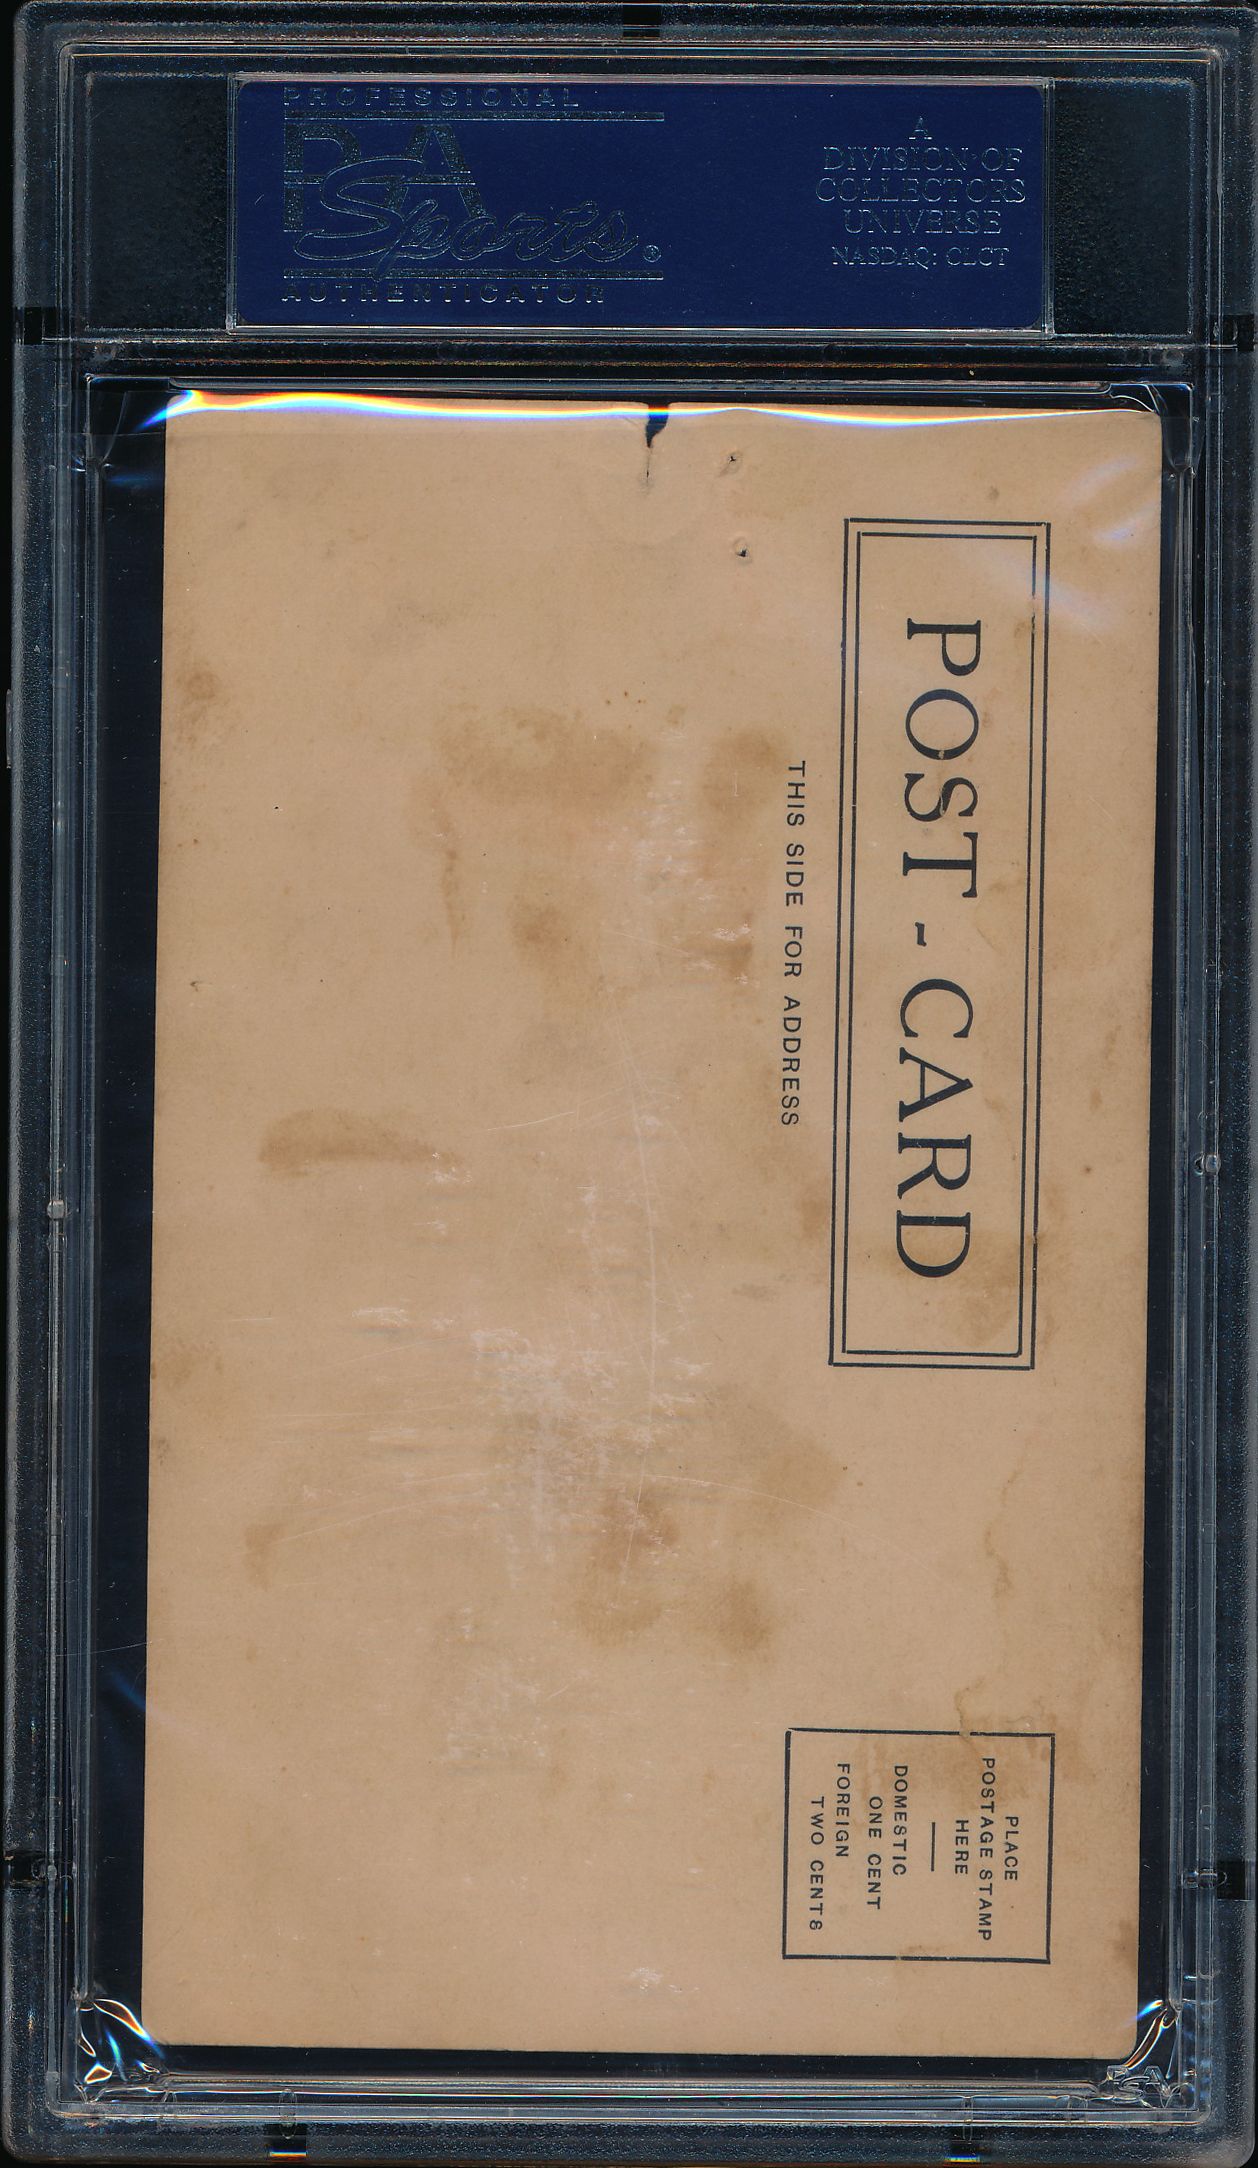 PROFESSIONAL
PSA
Sports®
AUTHENTICATOR
A
DIVISION OF
COLLECTORS
UNIVERSE
NASDAQ: CLCT
POST-CARD
THIS SIDE FOR ADDRESS
PLACE
POSTAGE STAMP
HERE
DOMESTIC
ONE CENT
FOREIGN
TWO CENTS
PSA